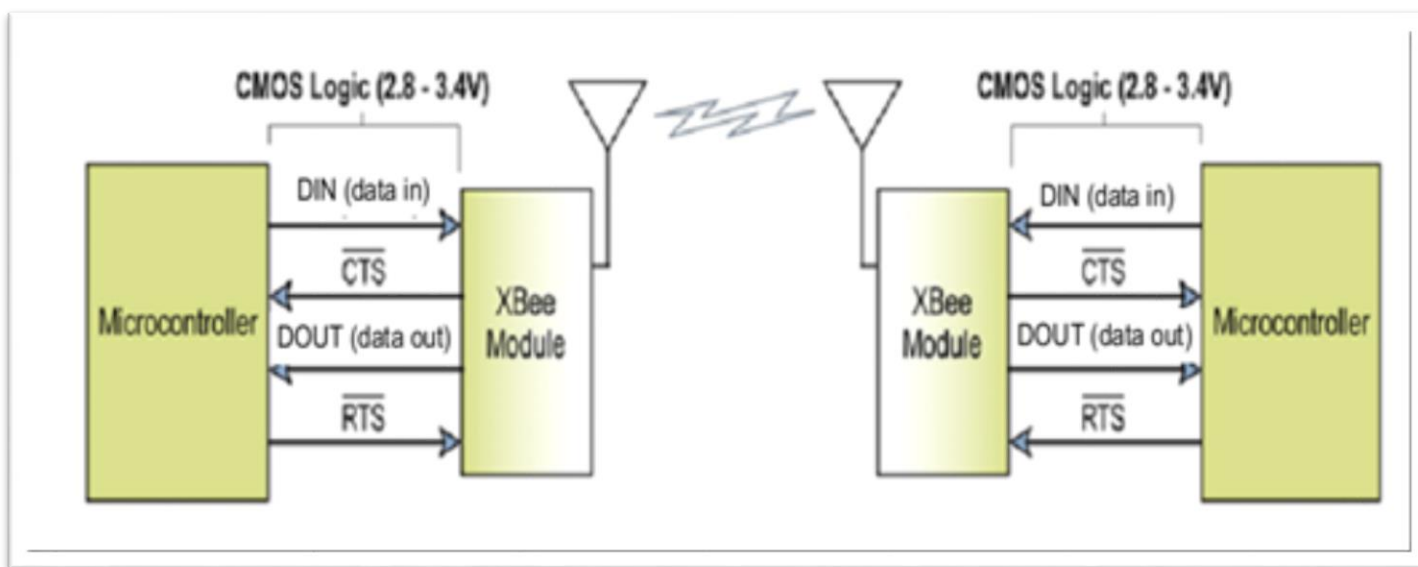 CMOS Logic (2.8 - 3.4V)
DIN (data in)
CTS
DOUT (data out)
RTS
Microcontroller
XBee
Module
CMOS Logic (2.8 - 3.4V)
DIN (data in)
CTS
DOUT (data out)
RTS
XBee
Module
Microcontroller